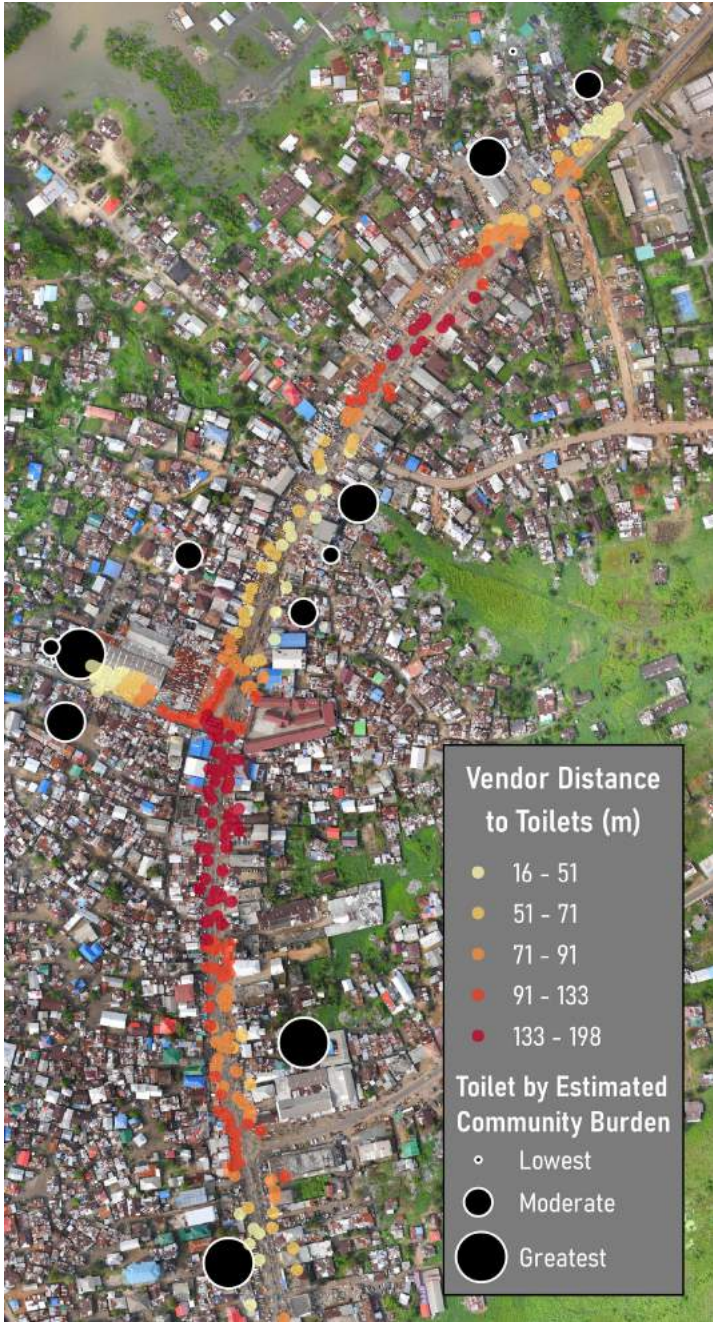 Vendor Distance
to Toilets (m)
16 - 51
51 - 71
71 - 91
91 - 133
133 - 198
Toilet by Estimated
Community Burden
Lowest
Moderate
Greatest